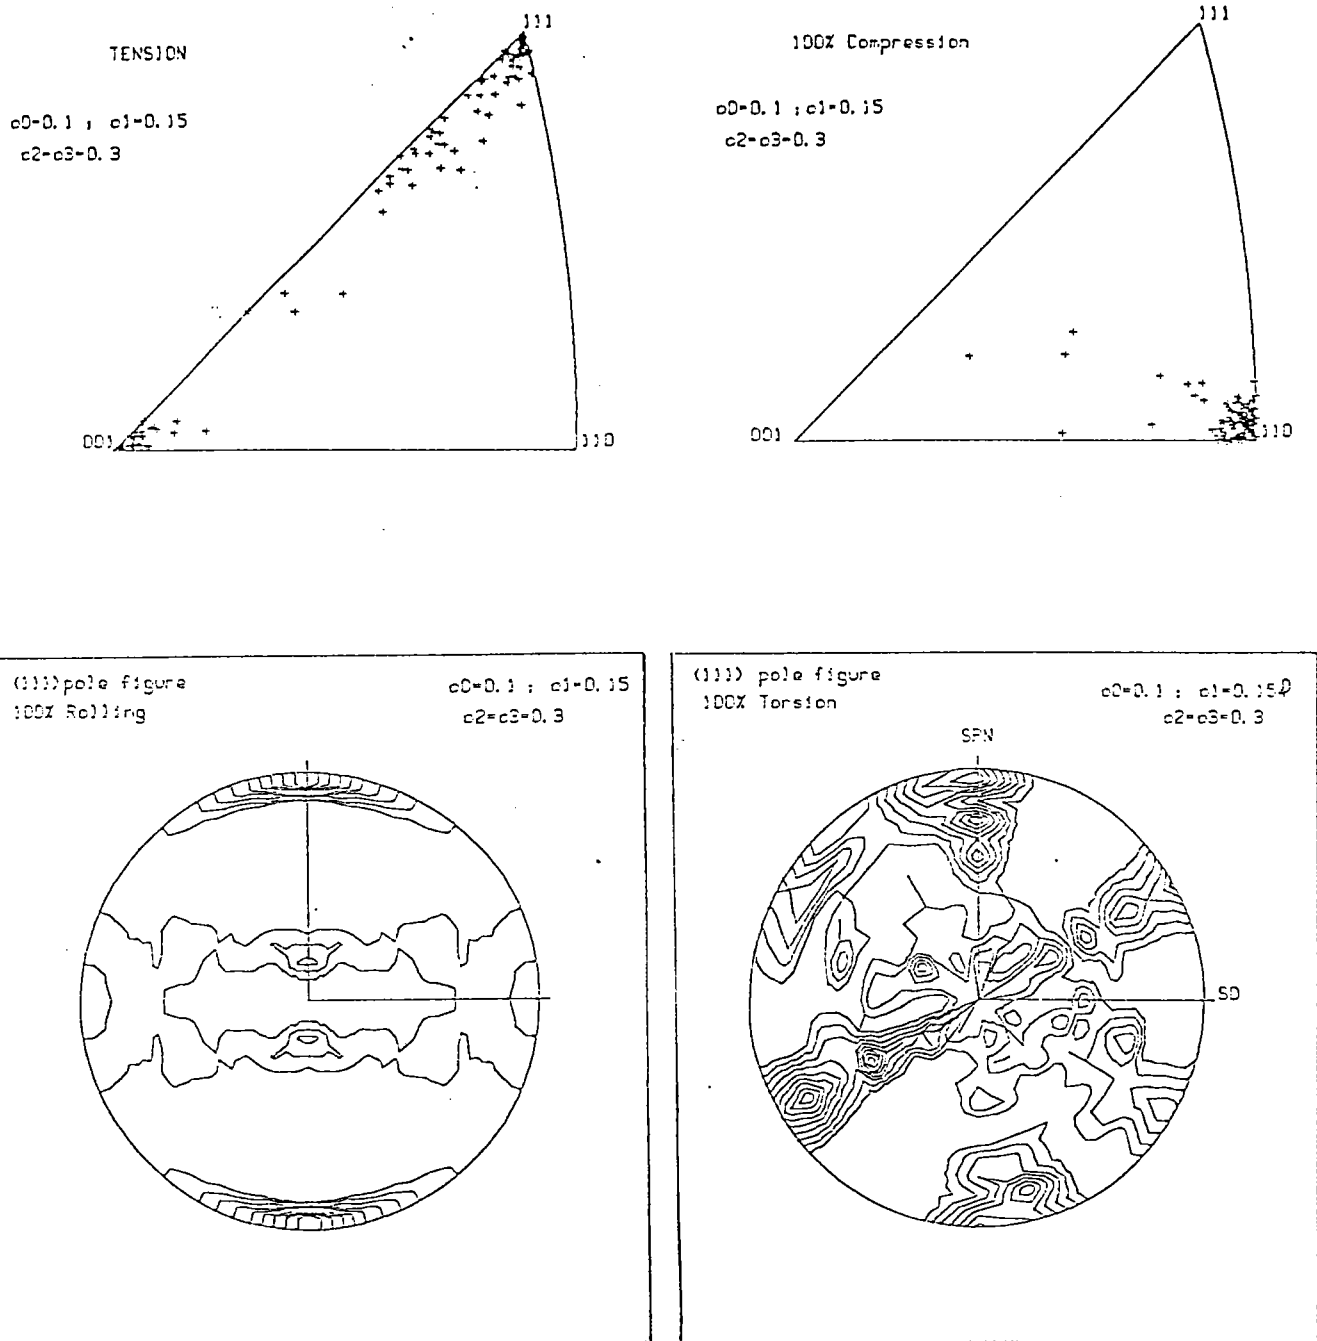 111
TENSION
c0=0.1 ; c1=0.15
c2=c3=0.3
001
110
111
100% Compression
c0=0.1 ;c1=0.15
c2=c3=0.3
001
110
(111)pole figure
100% Rolling
c0=0.1 ; c1=0.15
c2=c3=0.3
(111) pole figure
100% Torsion
c0=0.1 ; c1=0.15
c2=c3=0.3
SPN
SD